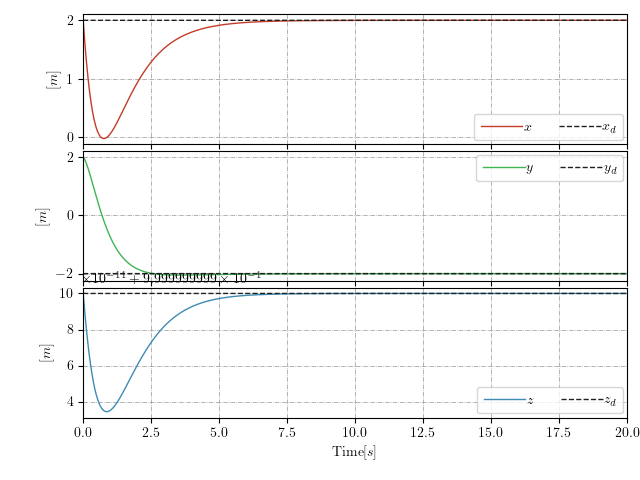 2
1
0
[m]
x x_d
2
0
−2
[m]
y y_d
×10^{−11} + 9.999999999 × 10^{−1}
10
8
6
4
[m]
z z_d
0.0 2.5 5.0 7.5 10.0 12.5 15.0 17.5 20.0
Time[s]